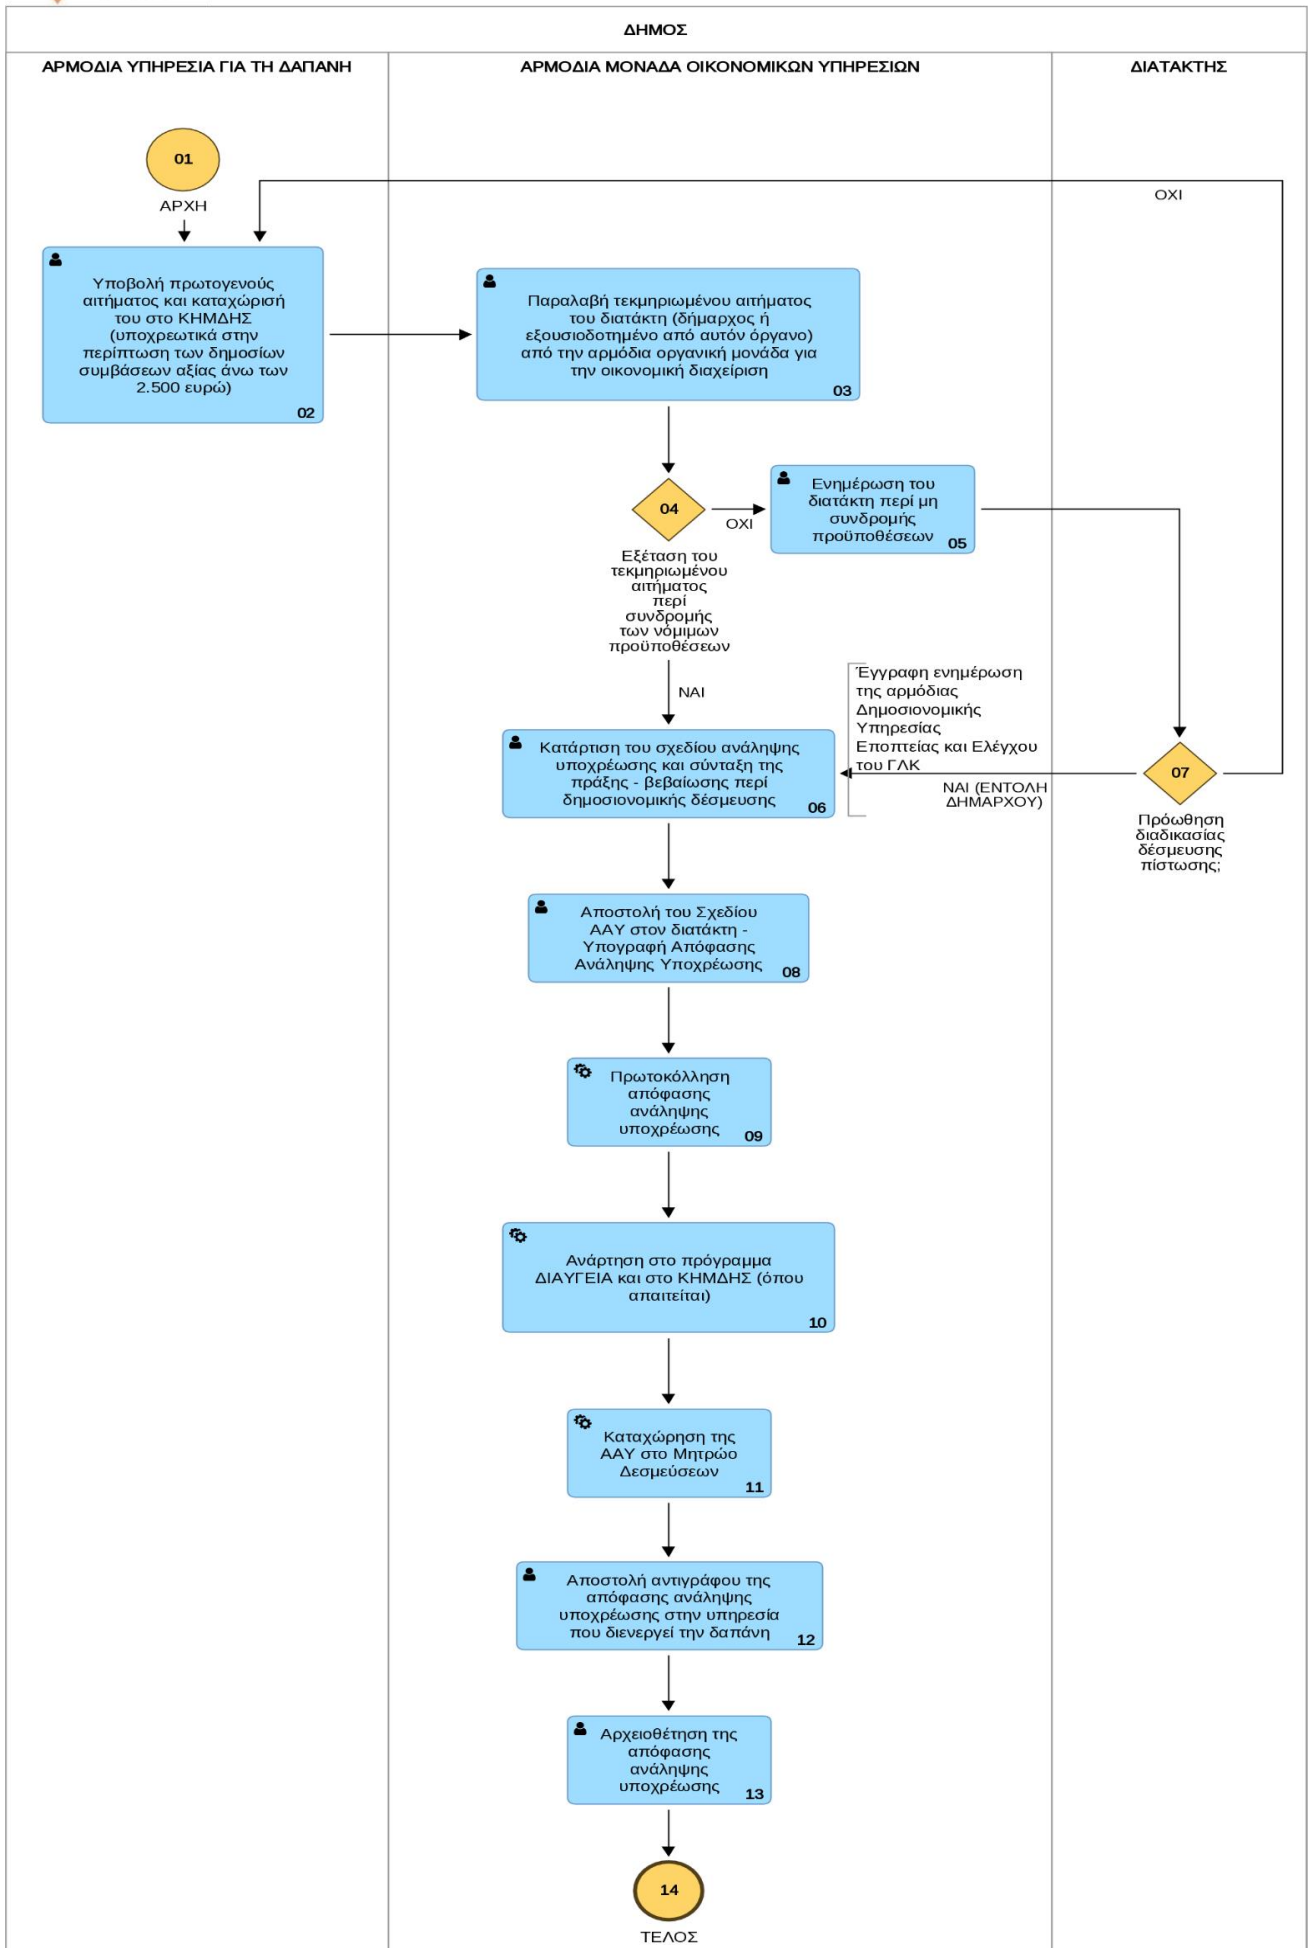 ΔΗΜΟΣ
ΑΡΜΟΔΙΑ ΥΠΗΡΕΣΙΑ ΓΙΑ ΤΗ ΔΑΠΑΝΗ
ΑΡΜΟΔΙΑ ΜΟΝΑΔΑ ΟΙΚΟΝΟΜΙΚΩΝ ΥΠΗΡΕΣΙΩΝ
ΔΙΑΤΑΚΤΗΣ
01
ΑΡΧΗ
ΟΧΙ
Υποβολή πρωτογενούς
αιτήματος και καταχώρισή
του στο ΚΗΜΔΗΣ
(υποχρεωτικά στην
περίπτωση των δημοσίων
συμβάσεων αξίας άνω των
2.500 ευρώ)
02
Παραλαβή τεκμηριωμένου αιτήματος
του διατάκτη (δήμαρχος ή
εξουσιοδοτημένο από αυτόν όργανο)
από την αρμόδια οργανική μονάδα για
την οικονομική διαχείριση
03
04
ΟΧΙ
Εξέταση του
τεκμηριωμένου
αιτήματος
περί
συνδρομής
των νόμιμων
προϋποθέσεων
ΝΑΙ
Ενημέρωση του
διατάκτη περί μη
συνδρομής
προϋποθέσεων
05
Έγγραφη ενημέρωση
της αρμόδιας
Δημοσιονομικής
Υπηρεσίας
Εποπτείας και Ελέγχου
του ΓΛΚ
ΝΑΙ (ΕΝΤΟΛΗ
ΔΗΜΑΡΧΟΥ)
07
Πρόωθηση
διαδικασίας
δέσμευσης
πίστωσης;
Κατάρτιση του σχεδίου ανάληψης
υποχρέωσης και σύνταξη της
πράξης - βεβαίωσης περί
δημοσιονομικής δέσμευσης
06
Αποστολή του Σχεδίου
ΑΑΥ στον διατάκτη -
Υπογραφή Απόφασης
Ανάληψης Υποχρέωσης
08
Πρωτοκόλληση
απόφασης
ανάληψης
υποχρέωσης
09
Ανάρτηση στο πρόγραμμα
ΔΙΑΥΓΕΙΑ και στο ΚΗΜΔΗΣ (όπου
απαιτείται)
10
Καταχώρηση της
ΑΑΥ στο Μητρώο
Δεσμεύσεων
11
Αποστολή αντιγράφου της
απόφασης ανάληψης
υποχρέωσης στην υπηρεσία
που διενεργεί την δαπάνη
12
Αρχειοθέτηση της
απόφασης
ανάληψης
υποχρέωσης
13
14
ΤΕΛΟΣ